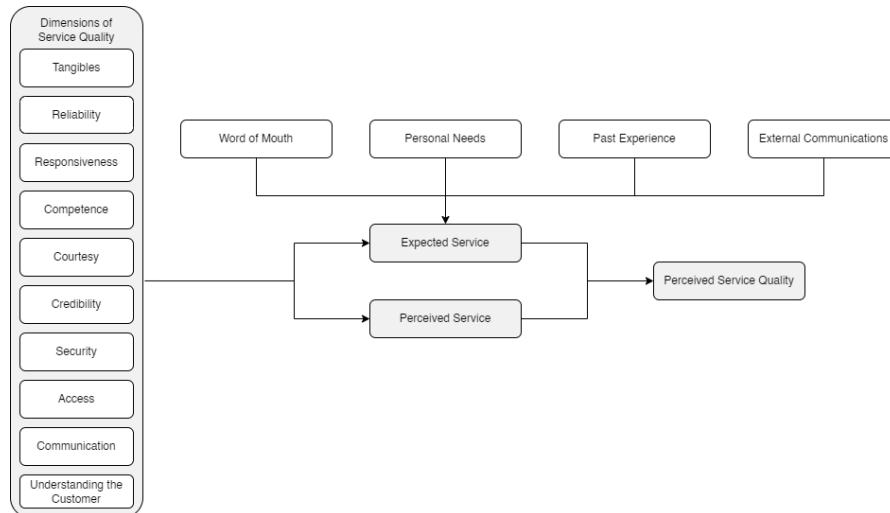 Dimensions of
Service Quality
Tangibles
Reliability
Responsiveness
Competence
Courtesy
Credibility
Security
Access
Communication
Understanding the
Customer
Word of Mouth
Personal Needs
Past Experience
External Communications
Expected Service
Perceived Service
Perceived Service Quality